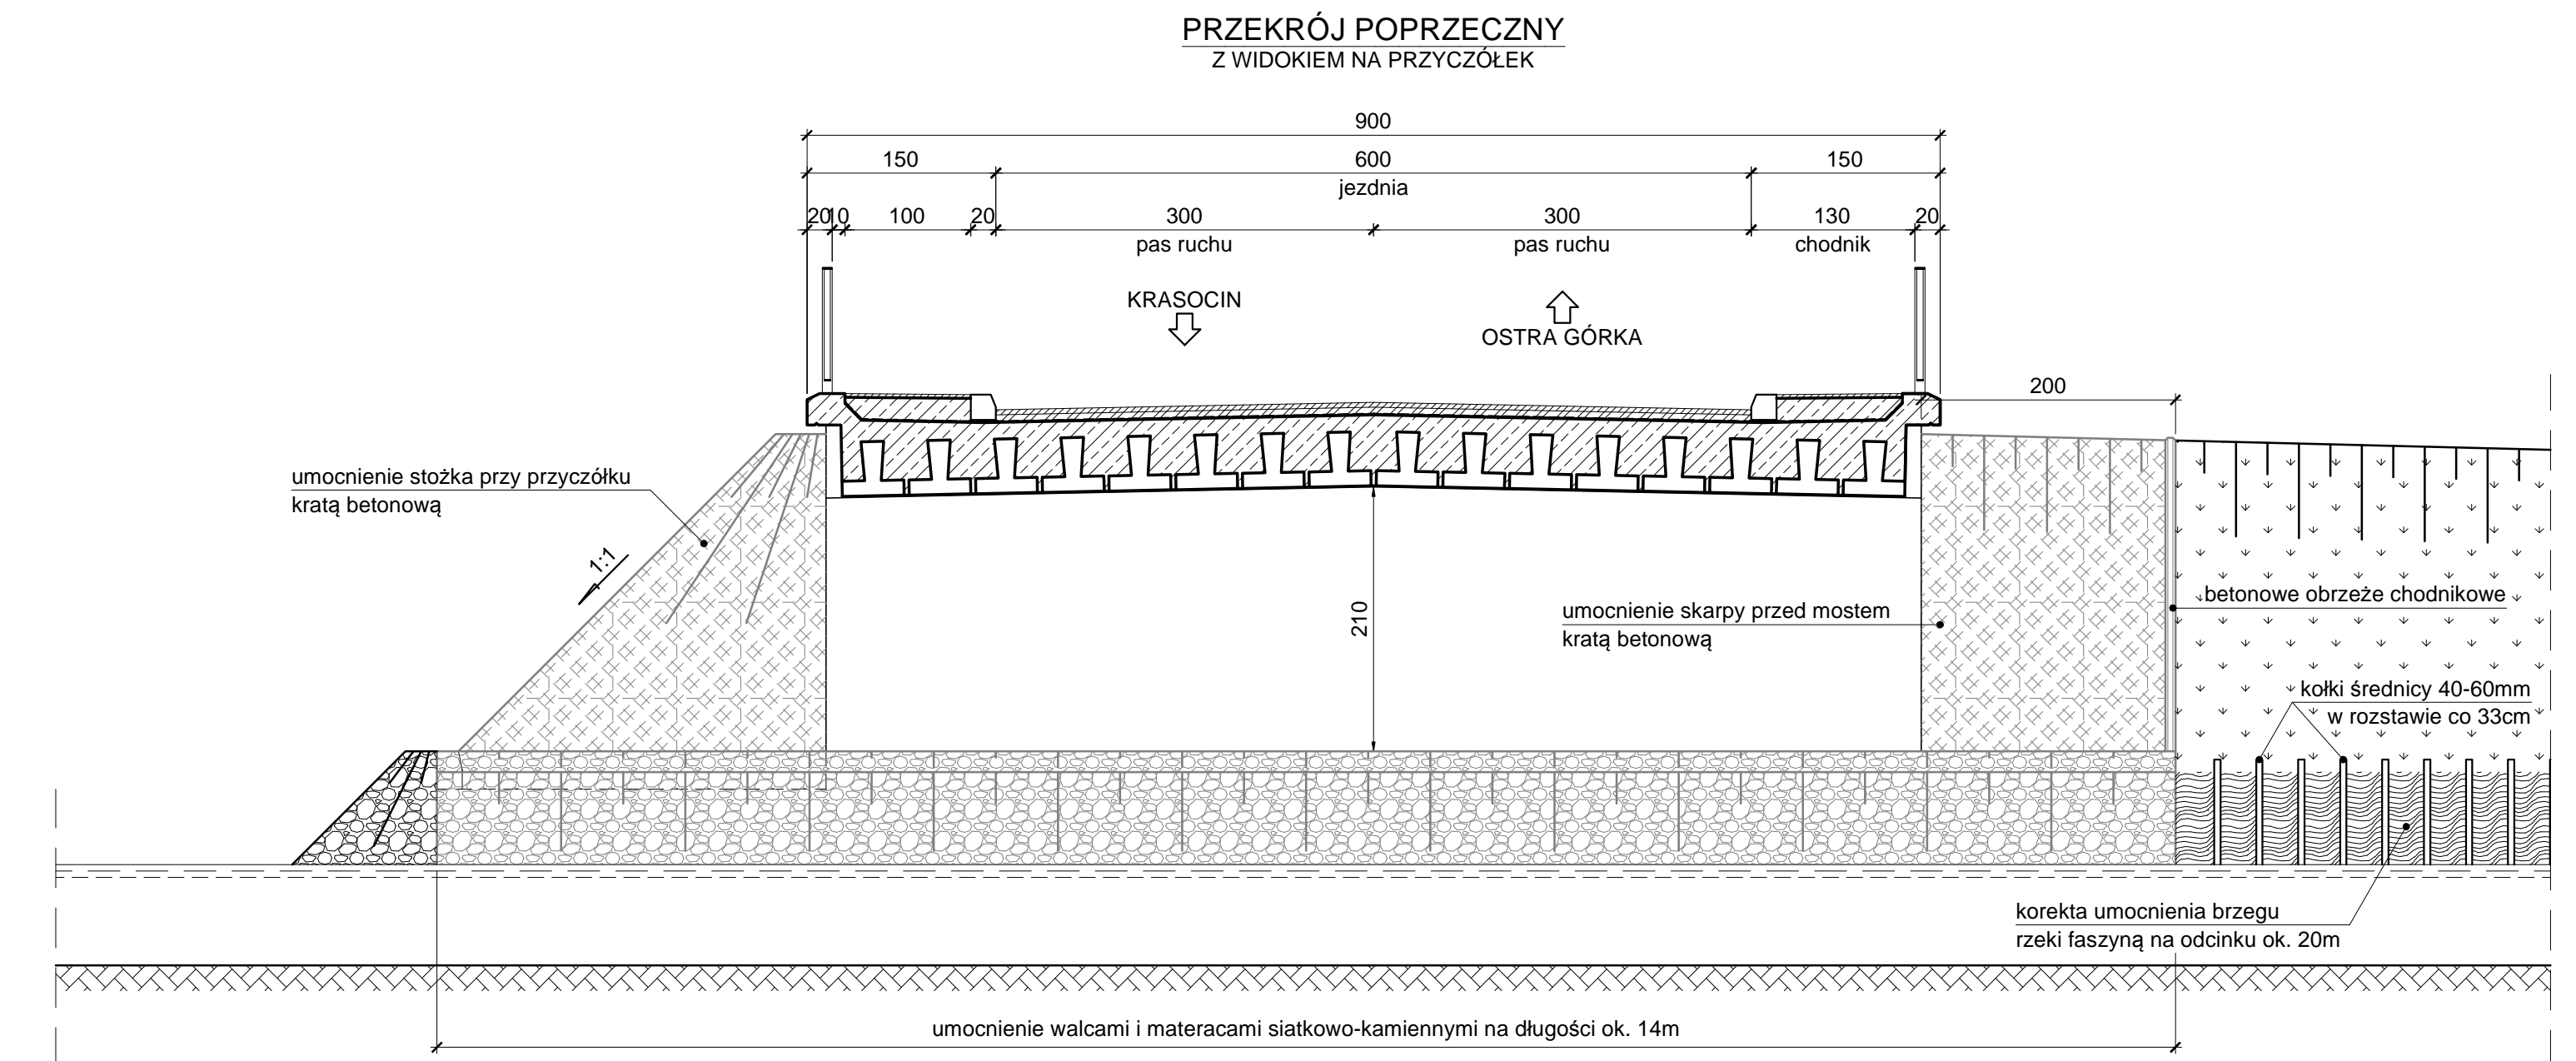 PRZEKRÓJ POPRZECZNY
Z WIDOKIEM NA PRZYCZÓŁEK
900
150 600 150
jezdnia
20 10 100 20 300 300 130 20
pas ruchu pas ruchu chodnik
KRASOCIN
OSTRA GÓRKA
200
umocnienie stożka przy przyczółku
kratą betonową
1:1
210
umocnienie skarpy przed mostem
kratą betonową
betonowe obrzeże chodnikowe
kołki średnicy 40-60mm
w rozstawie co 33cm
korekta umocnienia brzegu
rzeki faszyną na odcinku ok. 20m
umocnienie walcami i materacami siatkowo-kamiennymi na długości ok. 14m